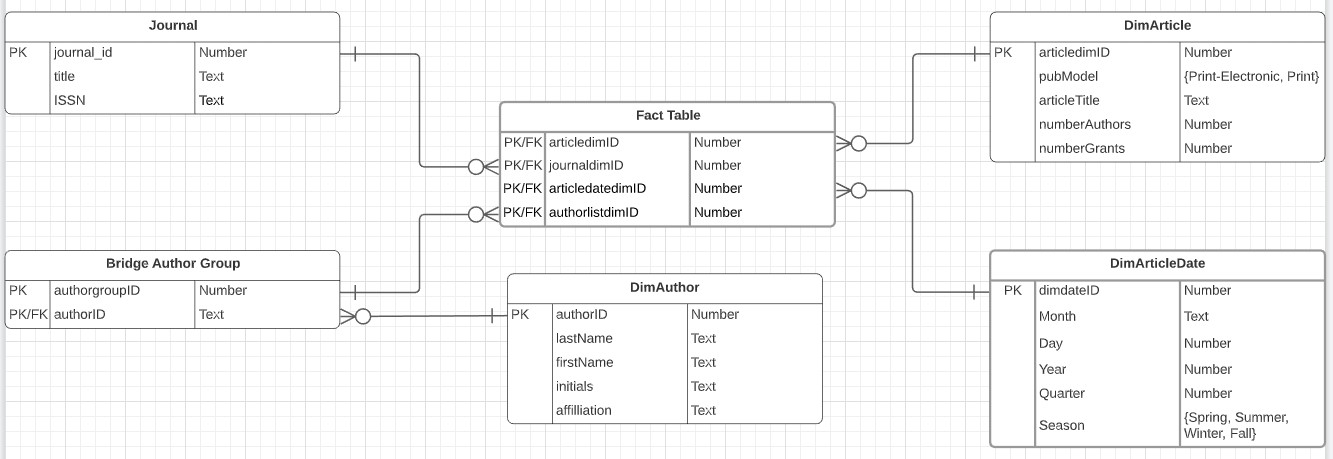 Journal
PK journal_id Number
title Text
ISSN Text
DimArticle
PK articledimID Number
pubModel {Print-Electronic, Print}
articleTitle Text
numberAuthors Number
numberGrants Number
Fact Table
PK/FK articledimID Number
PK/FK journaldimID Number
PK/FK articledatedimID Number
PK/FK authorlistdimID Number
Bridge Author Group
PK authorgroupID Number
PK/FK authorID Text
DimAuthor
PK authorID Number
lastName Text
firstName Text
initials Text
affilliation Text
DimArticleDate
PK dimdateID Number
Month Text
Day Number
Year Number
Quarter Number
Season {Spring, Summer,
Winter, Fall}